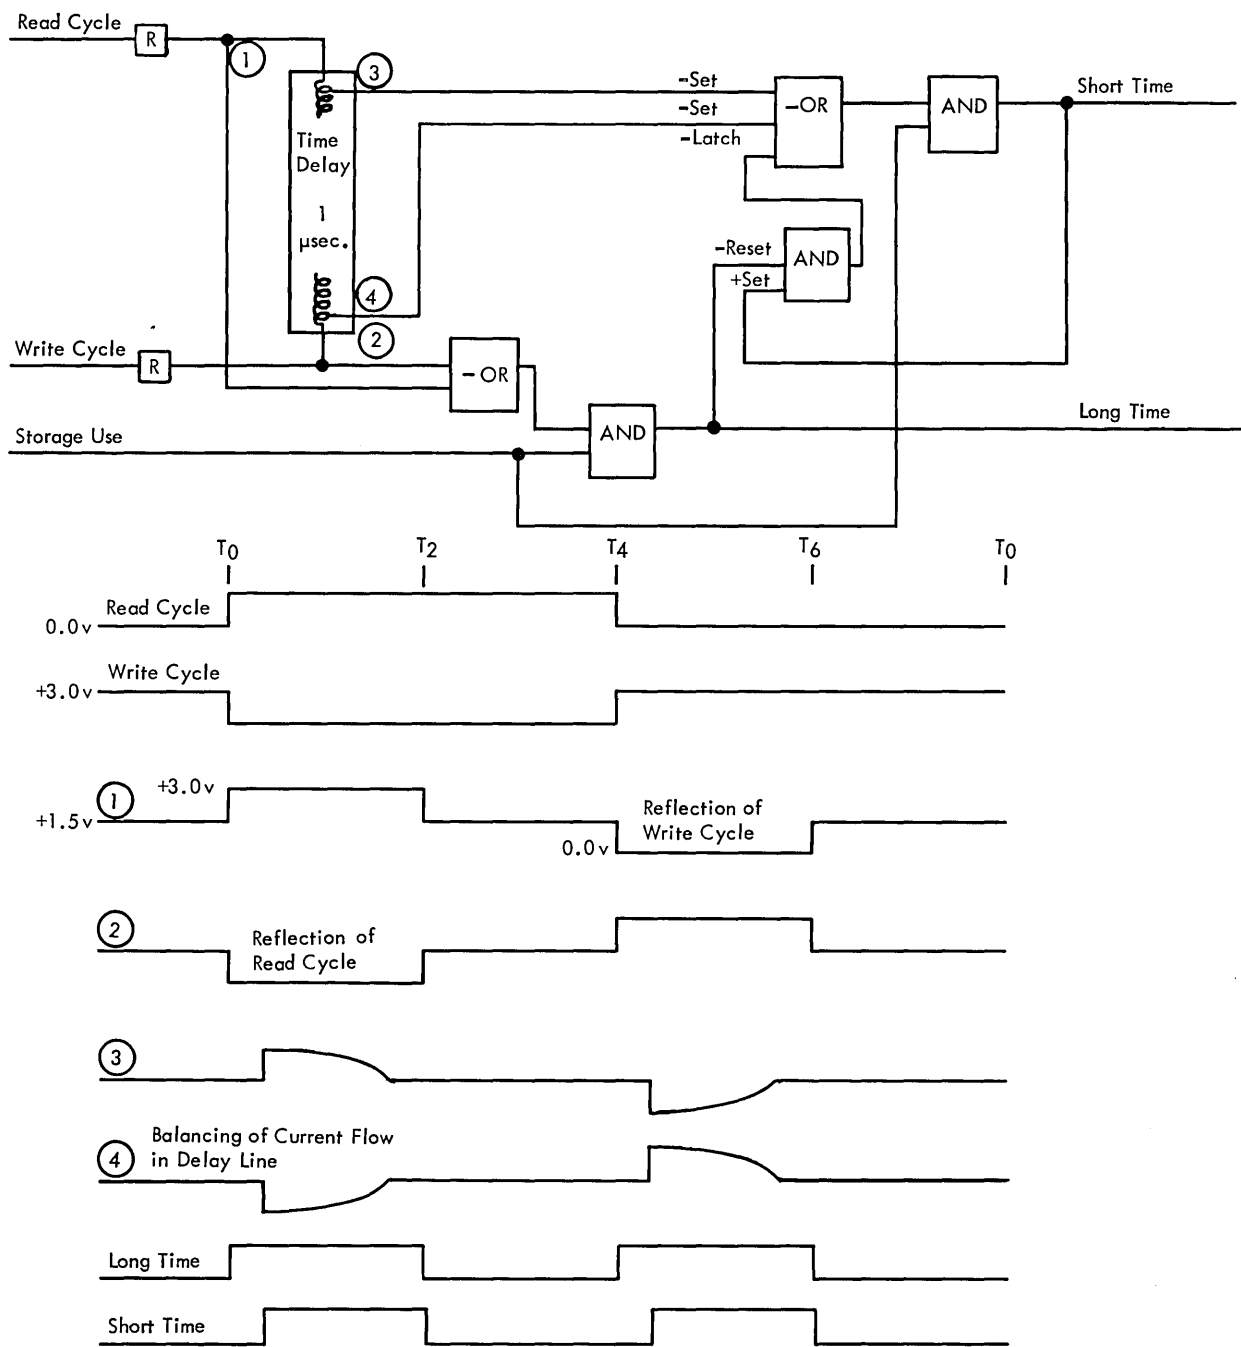 Read Cycle
R
1
3
Time
Delay
1
μsec.
4
2
-Set
-Set
-Latch
-OR
AND
Short Time
-Reset
+Set
AND
Write Cycle
R
-OR
Storage Use
AND
Long Time
T0
T2
T4
T6
T0
Read Cycle
0.0v
Write Cycle
+3.0v
1
+3.0v
+1.5v
0.0v
Reflection of
Write Cycle
2
Reflection of
Read Cycle
3
4
Balancing of Current Flow
in Delay Line
Long Time
Short Time